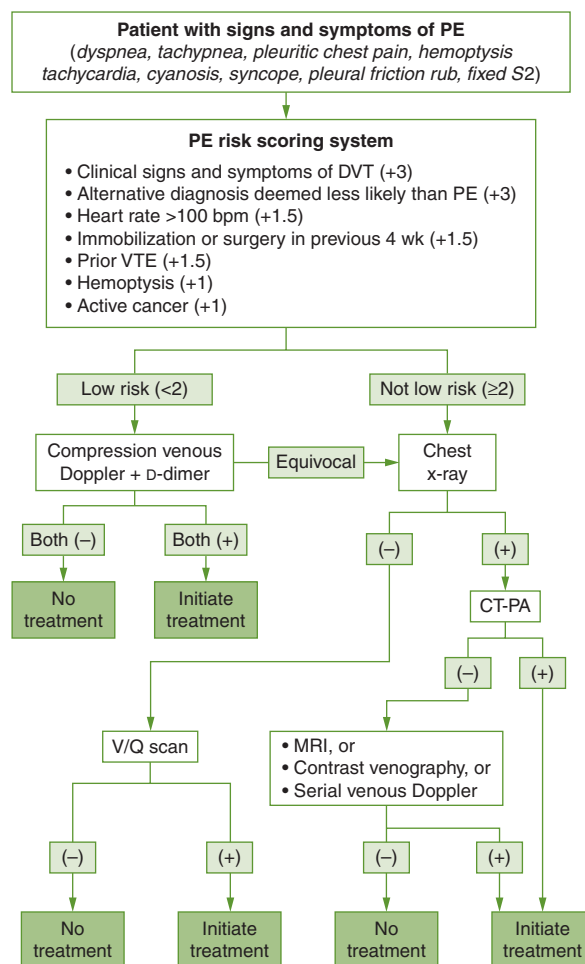 Patient with signs and symptoms of PE
(dyspnea, tachypnea, pleuritic chest pain, hemoptysis
tachycardia, cyanosis, syncope, pleural friction rub, fixed S2)
PE risk scoring system
• Clinical signs and symptoms of DVT (+3)
• Alternative diagnosis deemed less likely than PE (+3)
• Heart rate >100 bpm (+1.5)
• Immobilization or surgery in previous 4 wk (+1.5)
• Prior VTE (+1.5)
• Hemoptysis (+1)
• Active cancer (+1)
Low risk (<2)
Not low risk (≥2)
Compression venous
Doppler + D-dimer
Equivocal
Chest
x-ray
Both (–)
Both (+)
(–)
(+)
No
treatment
Initiate
treatment
CT-PA
(–)
(+)
V/Q scan
• MRI, or
• Contrast venography, or
• Serial venous Doppler
(–)
(+)
(–)
(+)
No
treatment
Initiate
treatment
No
treatment
Initiate
treatment